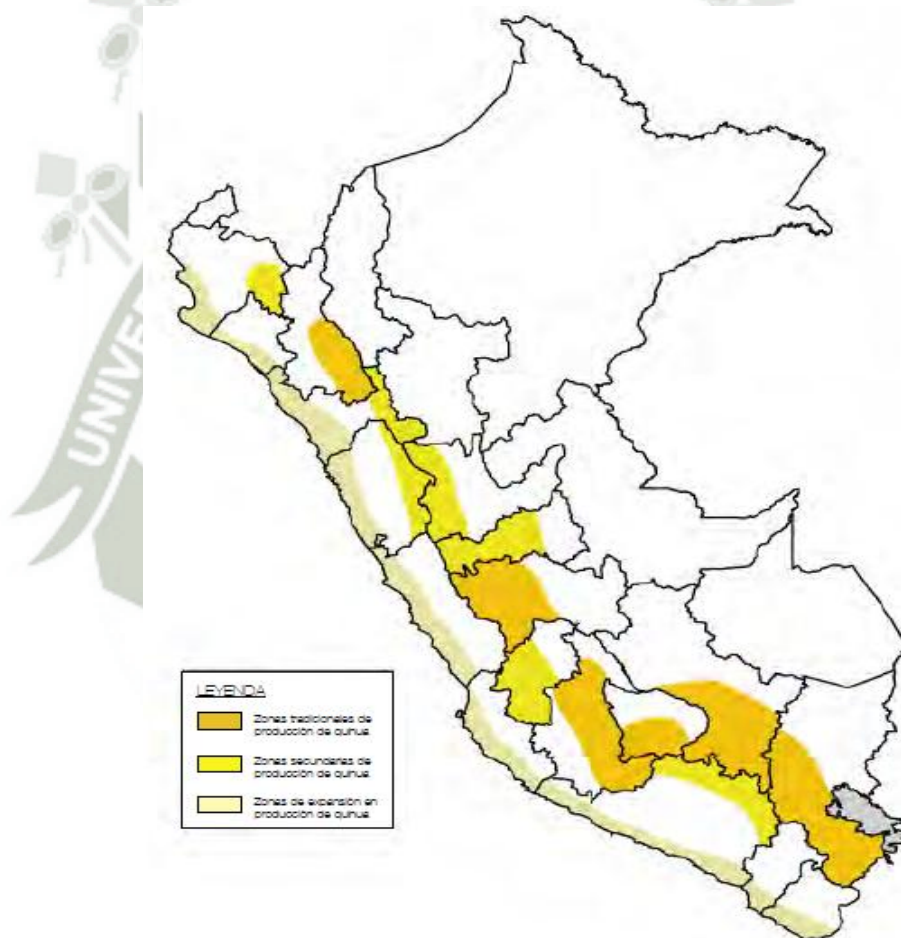 UNIVE
LEYENDA
Zonas tradicionales de
producción de quinua
Zonas secundarias de
producción de quinua
Zonas de expansión en
producción de quinua